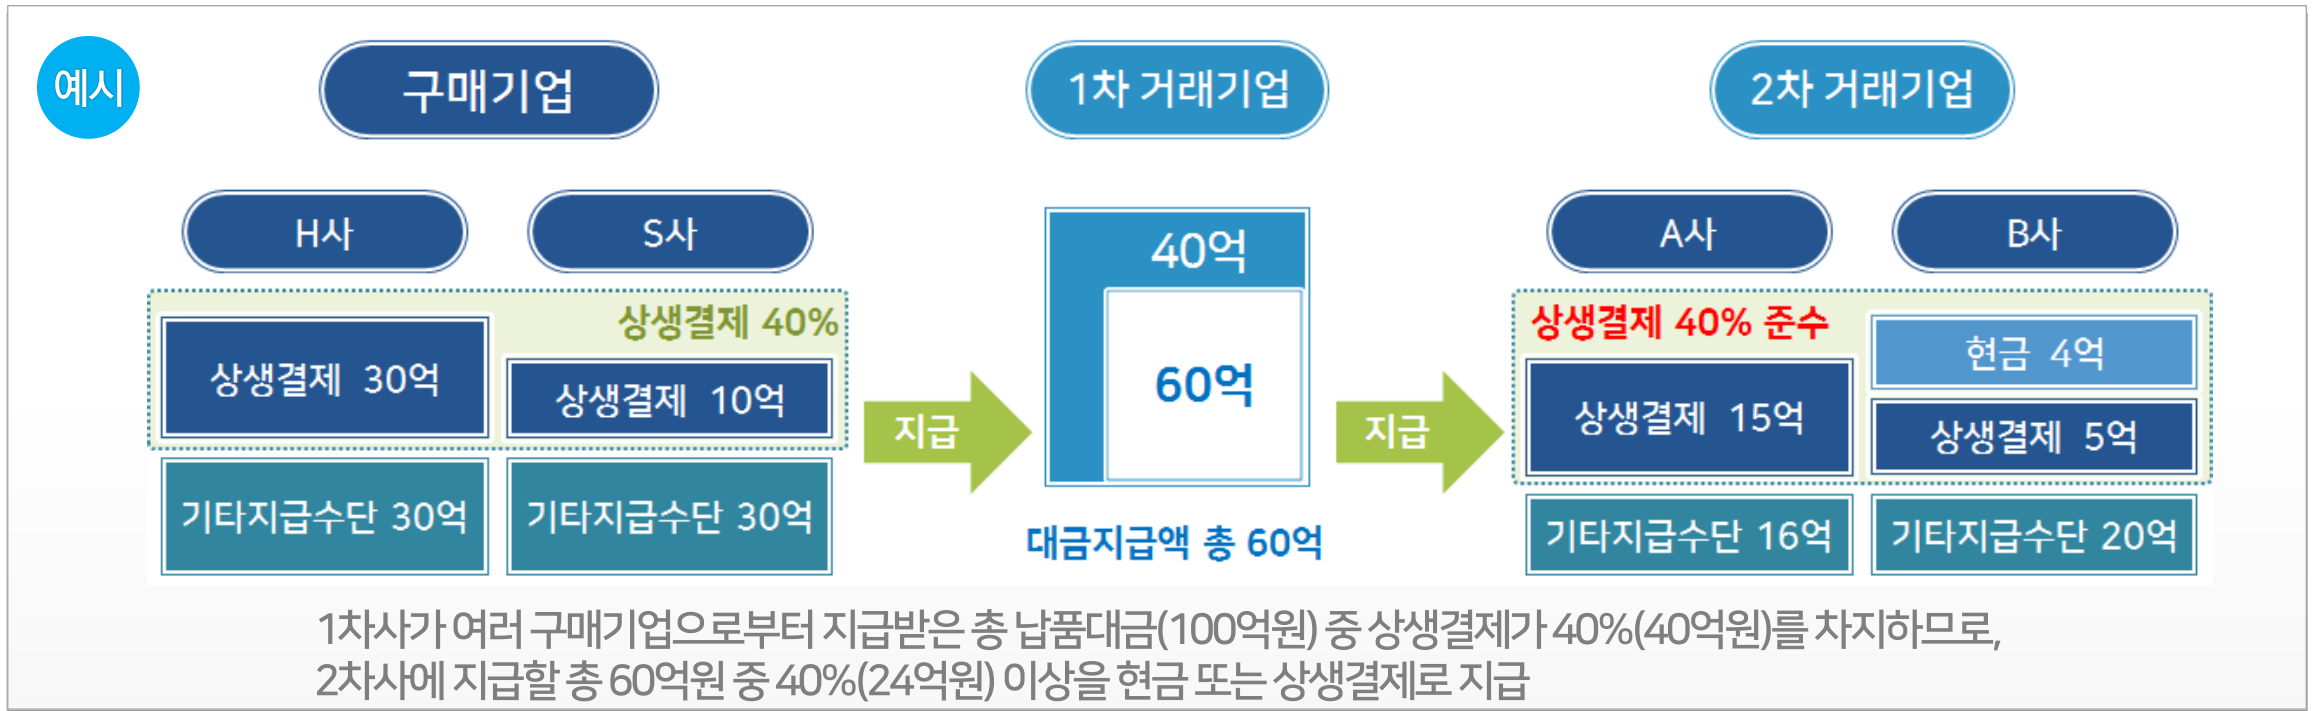 예시
구매기업
1차 거래기업
2차 거래기업
H사
S사
A사
B사
상생결제 40%
상생결제 30억
상생결제 10억
기타지급수단 30억
기타지급수단 30억
지급
40억
60억
대금지급액 총 60억
지급
상생결제 40% 준수
현금 4억
상생결제 15억
상생결제 5억
기타지급수단 16억
기타지급수단 20억
1차사가 여러 구매기업으로부터 지급받은 총 납품대금(100억원) 중 상생결제가 40%(40억원)를 차지하므로,
2차사에 지급할 총 60억원 중 40%(24억원) 이상을 현금 또는 상생결제로 지급